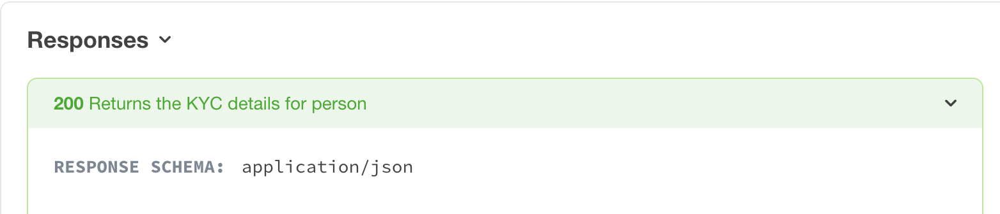 Responses
200 Returns the KYC details for person
RESPONSE SCHEMA: application/json